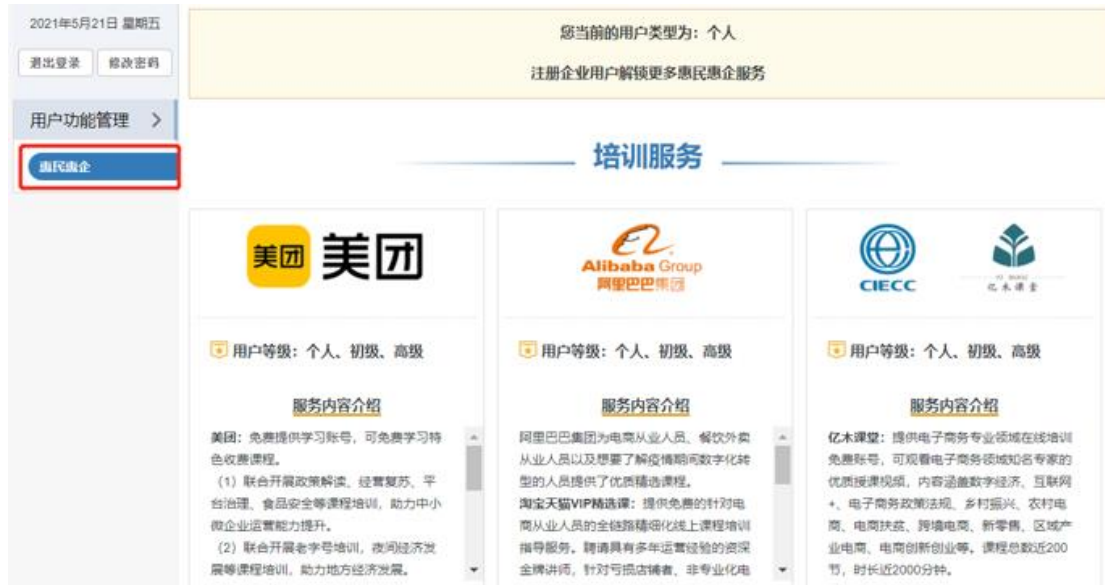 2021年5月21日 星期五
退出登录 修改密码
用户功能管理
惠民惠企
您当前的用户类型为：个人
注册企业用户解锁更多惠民惠企服务
培训服务
美团 美团
用户等级：个人、初级、高级
服务内容介绍
美团：免费提供学习账号，可免费学习特
色收费课程。
（1）联合开展政策解读、经营复苏、平
台治理、食品安全等课程培训，助力中小
微企业运营能力提升。
（2）联合开展老字号培训，夜间经济发
展等课程培训，助力地方经济发展。
Alibaba Group
阿里巴巴集团
用户等级：个人、初级、高级
服务内容介绍
阿里巴巴集团为电商从业人员、餐饮外卖
从业人员以及想要了解疫情期间数字化转
型的人员提供了优质精选课程。
淘宝天猫VIP精选课：提供免费的针对电
商从业人员的全链路精细化线上课程培训
指导服务。聘请具有多年运营经验的资深
金牌讲师，针对亏损店铺者、非专业化电
CIECC
亿木课堂
用户等级：个人、初级、高级
服务内容介绍
亿木课堂：提供电子商务专业领域在线培训
免费账号，可观看电子商务领域知名专家的
优质授课视频，内容涵盖数字经济、互联网
+、电子商务政策法规、乡村振兴、农村电
商、电商扶贫、跨境电商、新零售、区域产
业电商、电商创新创业等。课程总数近200
节，时长近2000分钟。